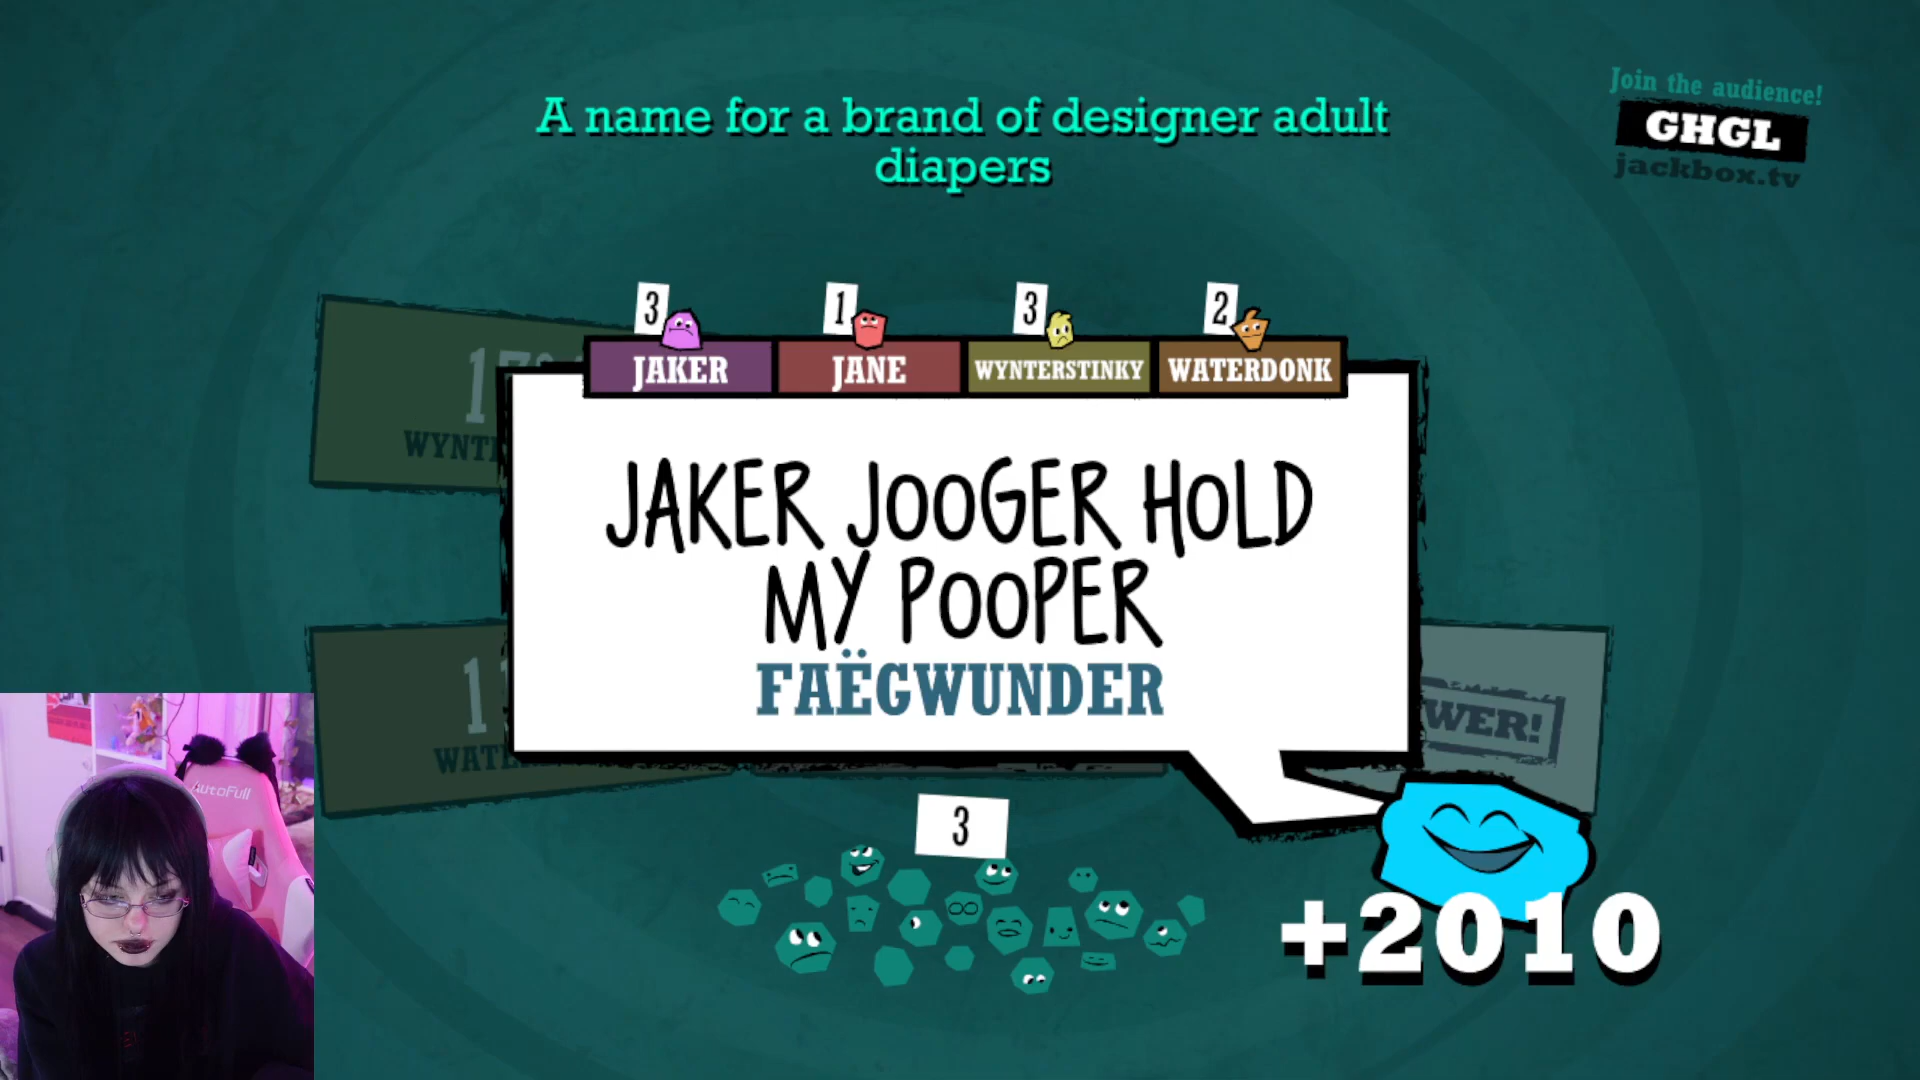 A name for a brand of designer adult
diapers
Join the audience!
GHGL
jackbox.tv
3
1
3
2
JAKER
JANE
WYNTERSTINKY
WATERDONK
JAKER JOOGER HOLD
MY POOPER
FAËGWUNDER
3
+2010
AutoFull